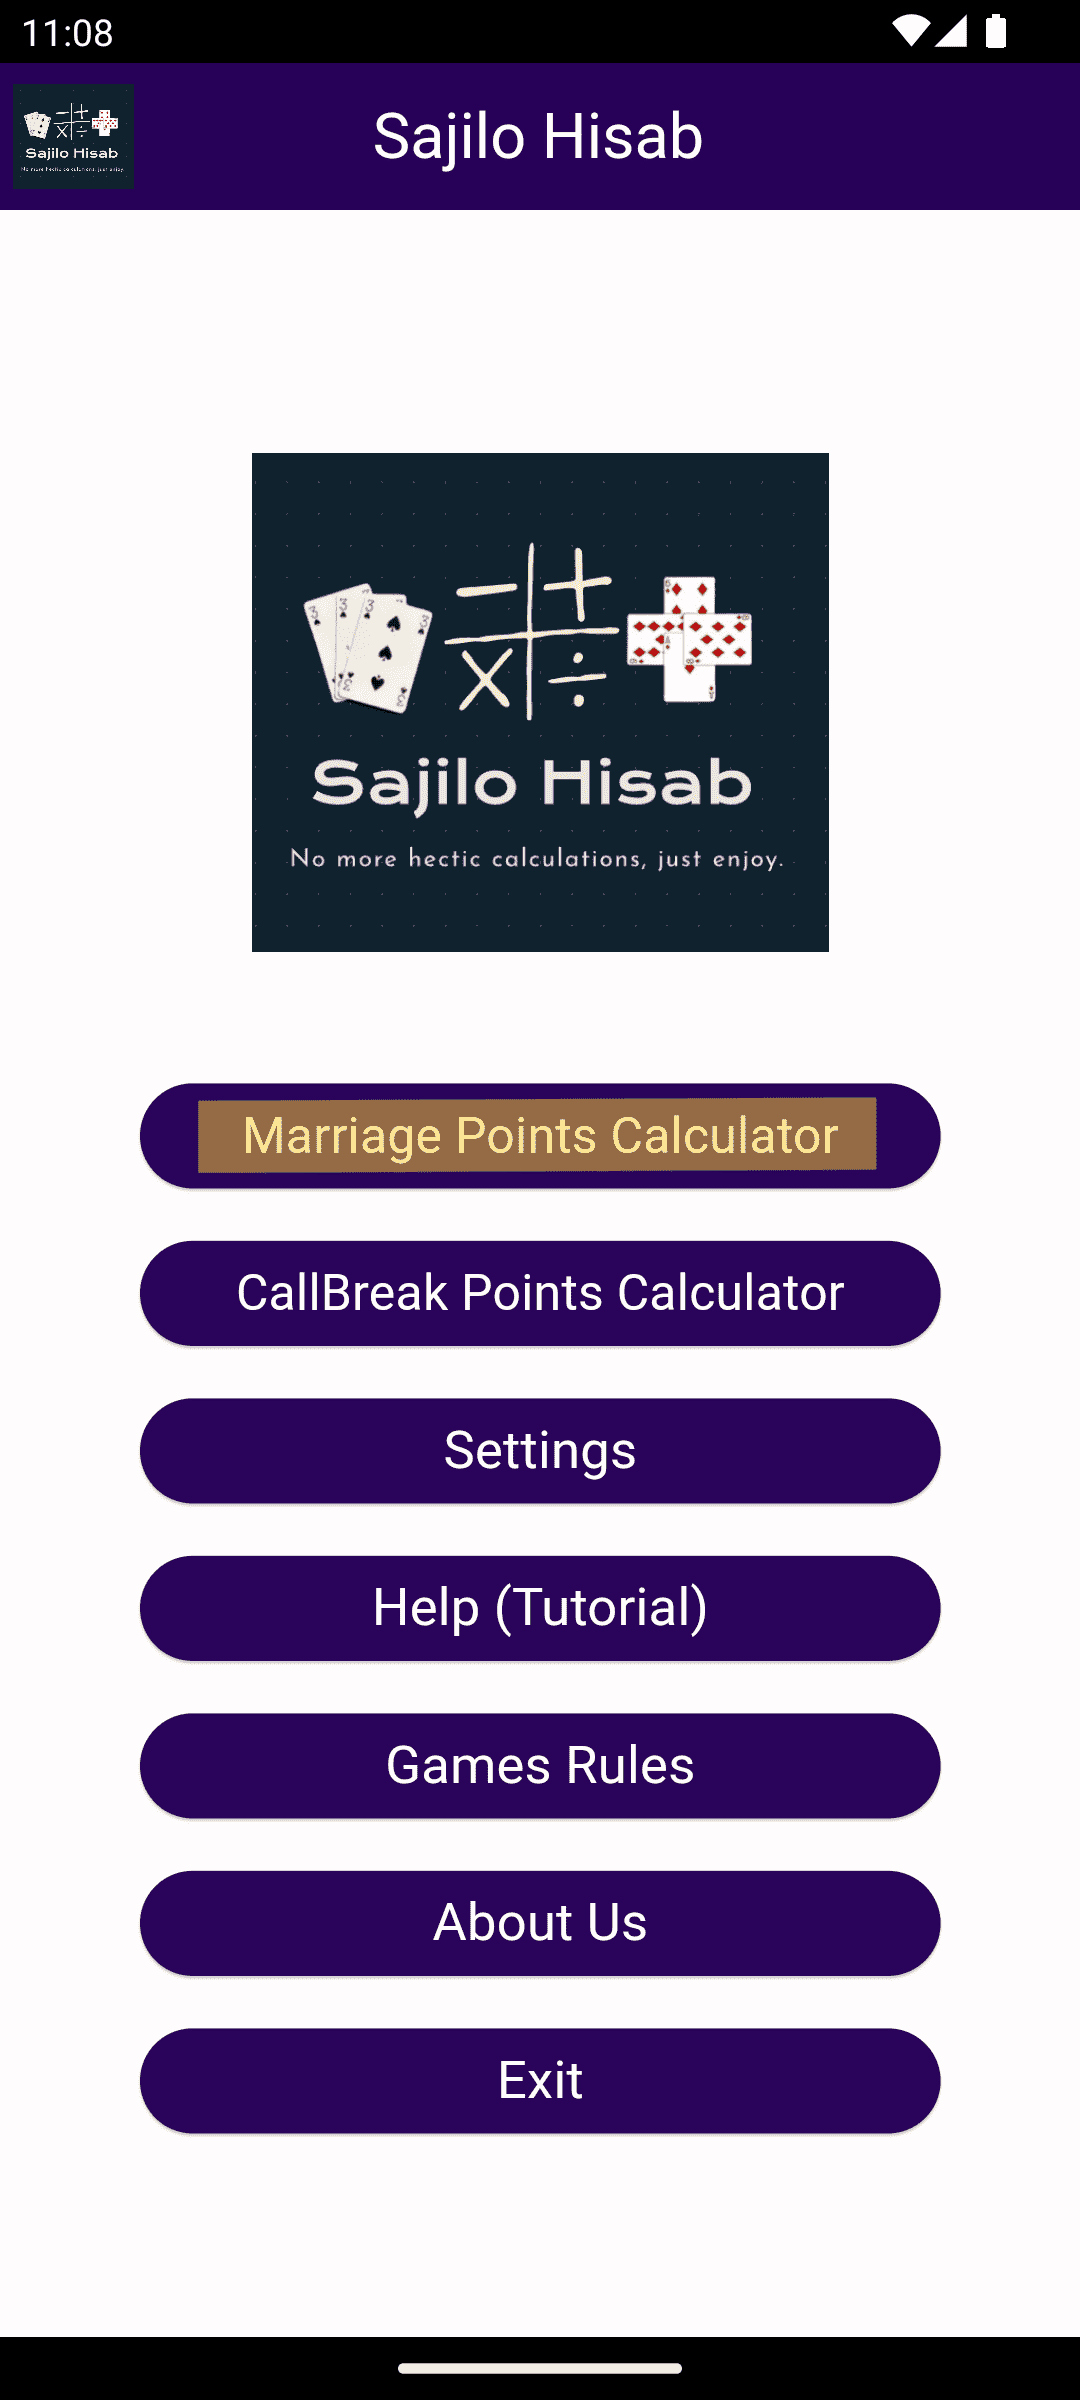 11:08
Sajilo Hisab
Sajilo Hisab
Sajilo Hisab
No more hectic calculations, just enjoy.
Marriage Points Calculator
CallBreak Points Calculator
Settings
Help (Tutorial)
Games Rules
About Us
Exit